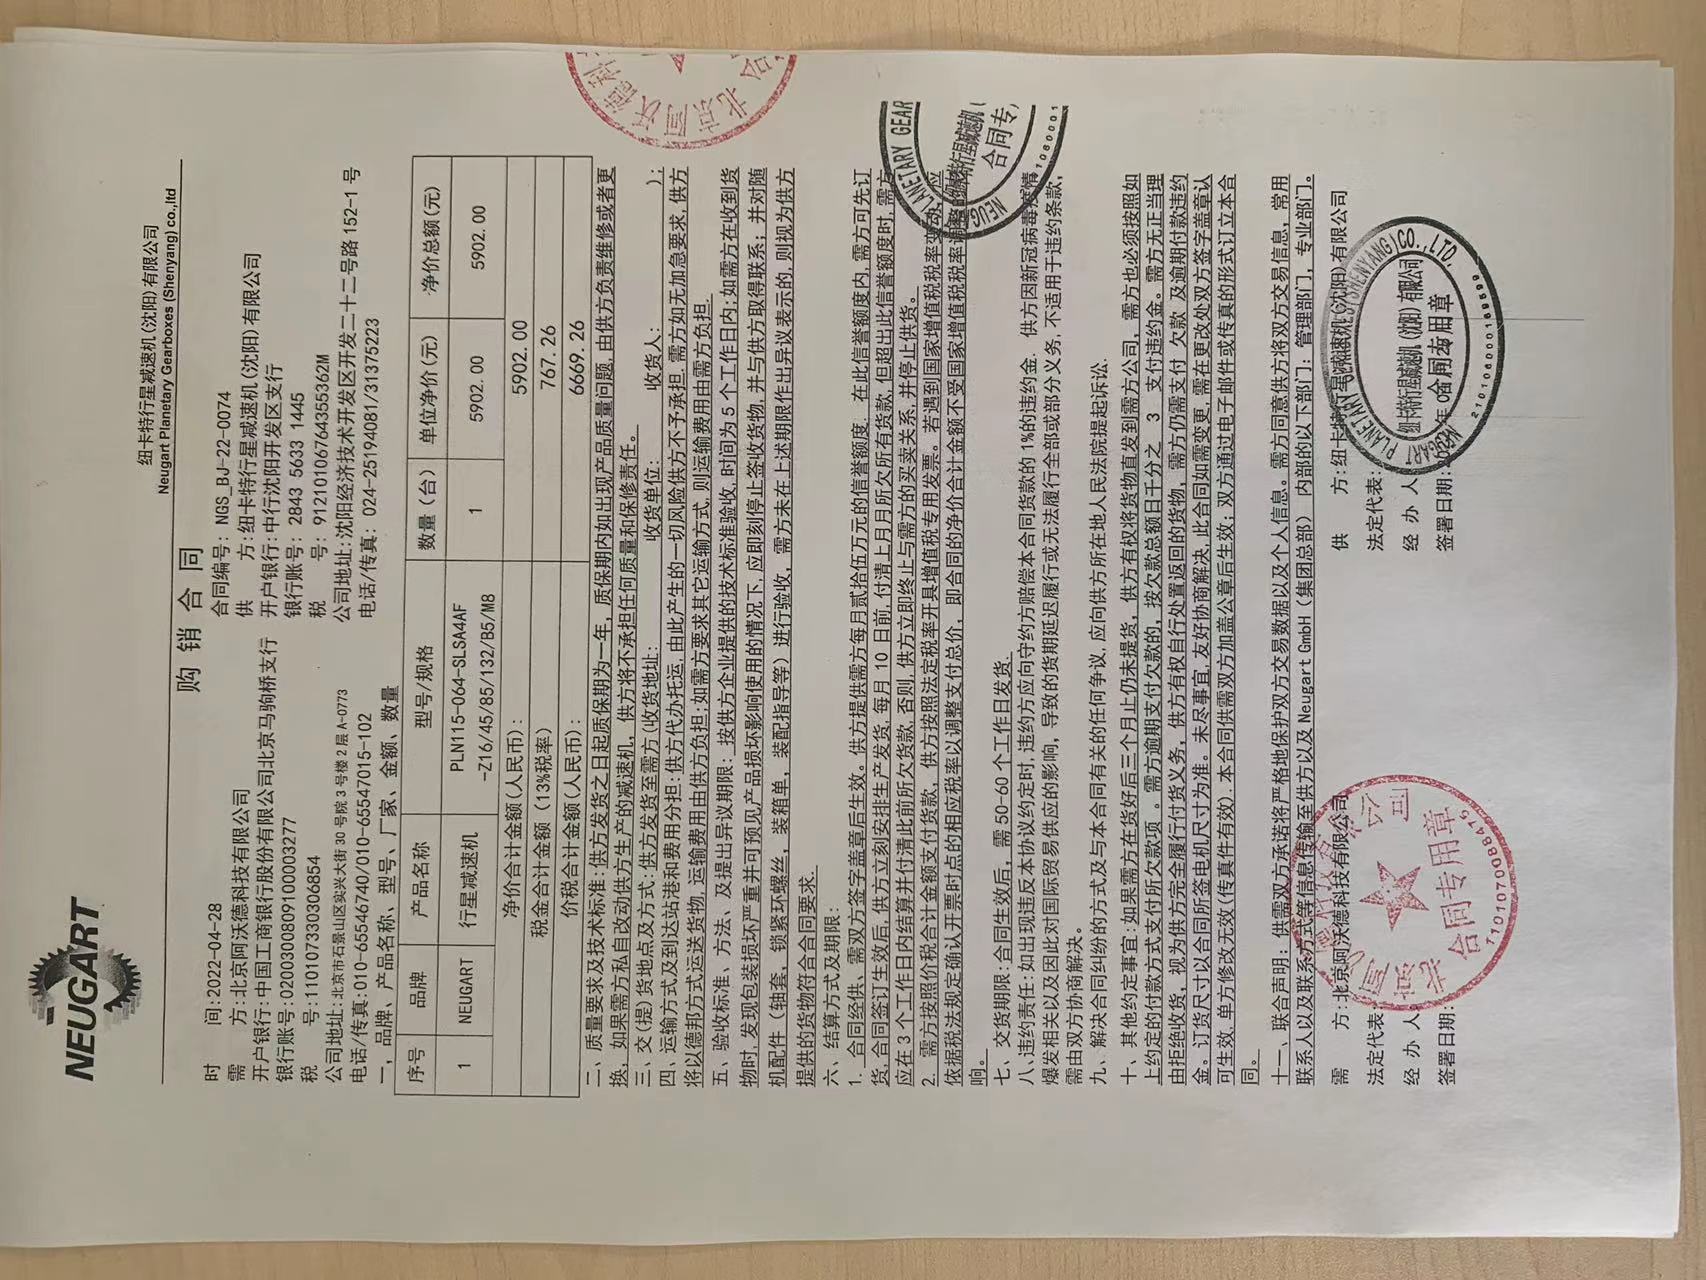 NEUGART
纽卡特行星减速机(沈阳)有限公司
Neugart Planetary Gearboxes (Shenyang) co.,ltd
购 销 合 同
时 间:2022-04-28
合同编号: NGS_BJ-22-0074
需 方:北京阿沃德科技有限公司
供 方:纽卡特行星减速机(沈阳)有限公司
开户银行:中国工商银行股份有限公司北京马驹桥支行
开户银行:中行沈阳开发区支行
银行账号:0200300809100003277
银行账号: 2843 5633 1445
税 号:110107330306854
税 号: 91210106764355362M
公司地址:北京市石景山区实兴大街 30 号院 3 号楼 2 层 A-0773
公司地址:沈阳经济技术开发区开发二十二号路 152-1 号
电话/传真:010-65546740/010-65547015-102
电话/传真: 024-25194081/31375223
一, 品牌、产品名称、型号、厂家、金额、数量
序号 品牌 产品名称 型号/规格 数量(台) 单位净价(元) 净价总额(元)
1 NEUGART 行星减速机 PLN115-064-SLSA4AF 1 5902.00 5902.00
-Z16/45/85/132/B5/M8
净价合计金额(人民币): 5902.00
税金合计金额 (13%税率) 767.26
价税合计金额(人民币): 6669.26
二、质量要求及技术标准:供方发货之日起质保期为一年, 质保期内如出现产品质量问题, 由供方负责维修或者更
换, 如果需方私自改动供方生产的减速机, 供方将不承担任何质量和保修责任。
三、交(提)货地点及方式:供方发货至需方(收货地址: 收货单位: 收货人: );
四、运输方式及到达站港和费用分担:供方代办托运, 由此产生的一切风险供方不予承担, 需方如无加急要求, 供方
将以德邦方式运送货物, 运输费用由供方负担;如需方要求其它运输方式, 则运输费用由需方负担.
五、验收标准、方法、及提出异议期限: 按供方企业提供的技术标准验收, 时间为 5 个工作日内;如需方在收到货
物时, 发现包装损坏严重并可预见产品损坏影响使用的情况下, 应即刻停止签收货物, 并与供方取得联系; 并对随
机配件(轴套、锁紧环螺丝, 装箱单, 装配指导等)进行验收, 需方未在上述期限作出异议表示的, 则视为供方
提供的货物符合合同要求.
六、结算方式及期限:
1. 合同经供、需双方签字盖章后生效。供方提供需方每月贰拾伍万元的信誉额度. 在此信誉额度内, 需方可先订
货, 合同签订生效后, 供方立刻安排生产发货, 每月 10 日前, 付清上月月所欠所有货款, 但超出此信誉额度时, 需方
应在 3 个工作日内结算并付清此前所欠货款, 否则, 供方立即终止与需方的买卖关系, 并停止供货。
2. 需方按照价税合计金额支付货款, 供方按照法定税率开具增值税专用发票。若遇到国家增值税税率变动, 应
依据税法规定确认开票时点的相应税率以调整支付总价, 即合同的净价合计金额不受国家增值税税率调整的影
响。
七、交货期限:合同生效后, 需 50-60 个工作日发货.
八、违约责任:如出现违反本协议约定时, 违约方应向守约方赔偿本合同货款的 1%的违约金. 供方因新冠病毒疫情
爆发相关以及因此对国际贸易供应的影响, 导致的货期延迟履行或无法履行全部或部分义务, 不适用于违约条款,
需由双方协商解决。
九、解决合同纠纷的方式及与本合同有关的任何争议, 应向供方所在地人民法院提起诉讼.
十、其他约定事宜:如果需方在货好后三个月止仍未提货, 供方有权将货物直发到需方公司, 需方也必须按照如
上约定的付款方式支付所欠款项 。需方逾期支付欠款的, 按欠款总额日千分之 3 支付违约金。需方无正当理
由拒绝收货, 视为供方完全履行付货义务, 供方有权自行处置返回的货物, 需方仍需支付 欠款 及逾期付款违约
金。订货尺寸以合同所签电机尺寸为准。未尽事宜, 友好协商解决, 此合同如需变更, 需在更改处双方签字盖章认
可生效, 单方修改无效(传真件有效). 本合同供需双方加盖公章后生效; 双方通过电子邮件或传真的形式订立本合
同.
十一、联合声明: 供需双方承诺将严格地保护双方交易数据以及个人信息。需方同意供方将双方交易信息, 常用
联系人以及联系方式等信息传输至供方以及 Neugart GmbH(集团总部) 内部的以下部门: 管理部门, 专业部门.
需 方:北京阿沃德科技有限公司
供 方:纽卡特行星减速机(沈阳)有限公司
法定代表:
法定代表:
经 办 人
经 办 人
签署日期:
签署日期:
合同专用章
1101070988475
纽卡特行星减速机(沈阳)有限公司
合同专用章
2101060001699599
PLANETARY GEAR
NEUG
合同专
1060001
北京同沃德科